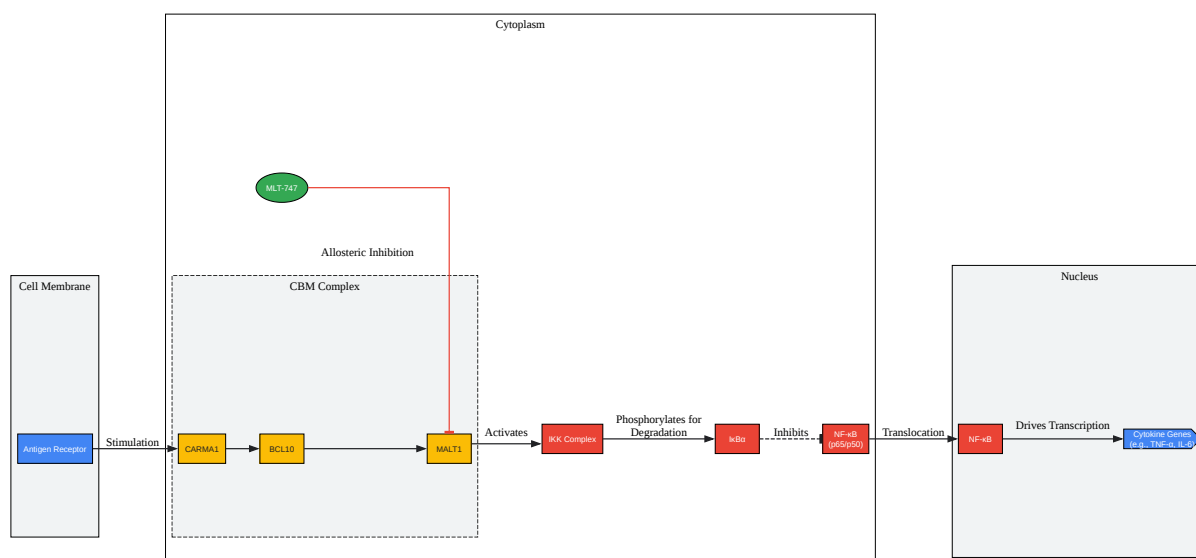 Cytoplasm
MLT-747
Allosteric Inhibition
Cell Membrane
CBM Complex
Nucleus
Antigen Receptor
Stimulation
CARMA1
BCL10
MALT1
Activates
IKK Complex
Phosphorylates for
Degradation
IκBα
Inhibits
NF-κB
(p65/p50)
Translocation
NF-κB
Drives Transcription
Cytokine Genes
(e.g., TNF-α, IL-6)